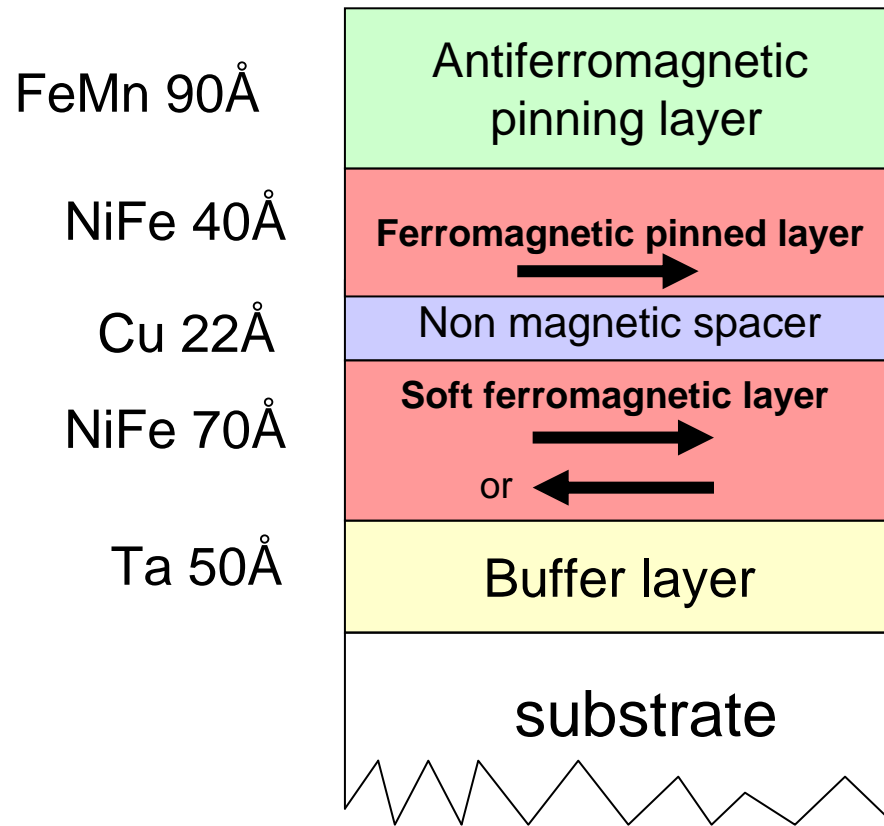 FeMn 90Å
Antiferromagnetic
pinning layer
NiFe 40Å
Ferromagnetic pinned layer
Cu 22Å
Non magnetic spacer
NiFe 70Å
Soft ferromagnetic layer
or
Ta 50Å
Buffer layer
substrate